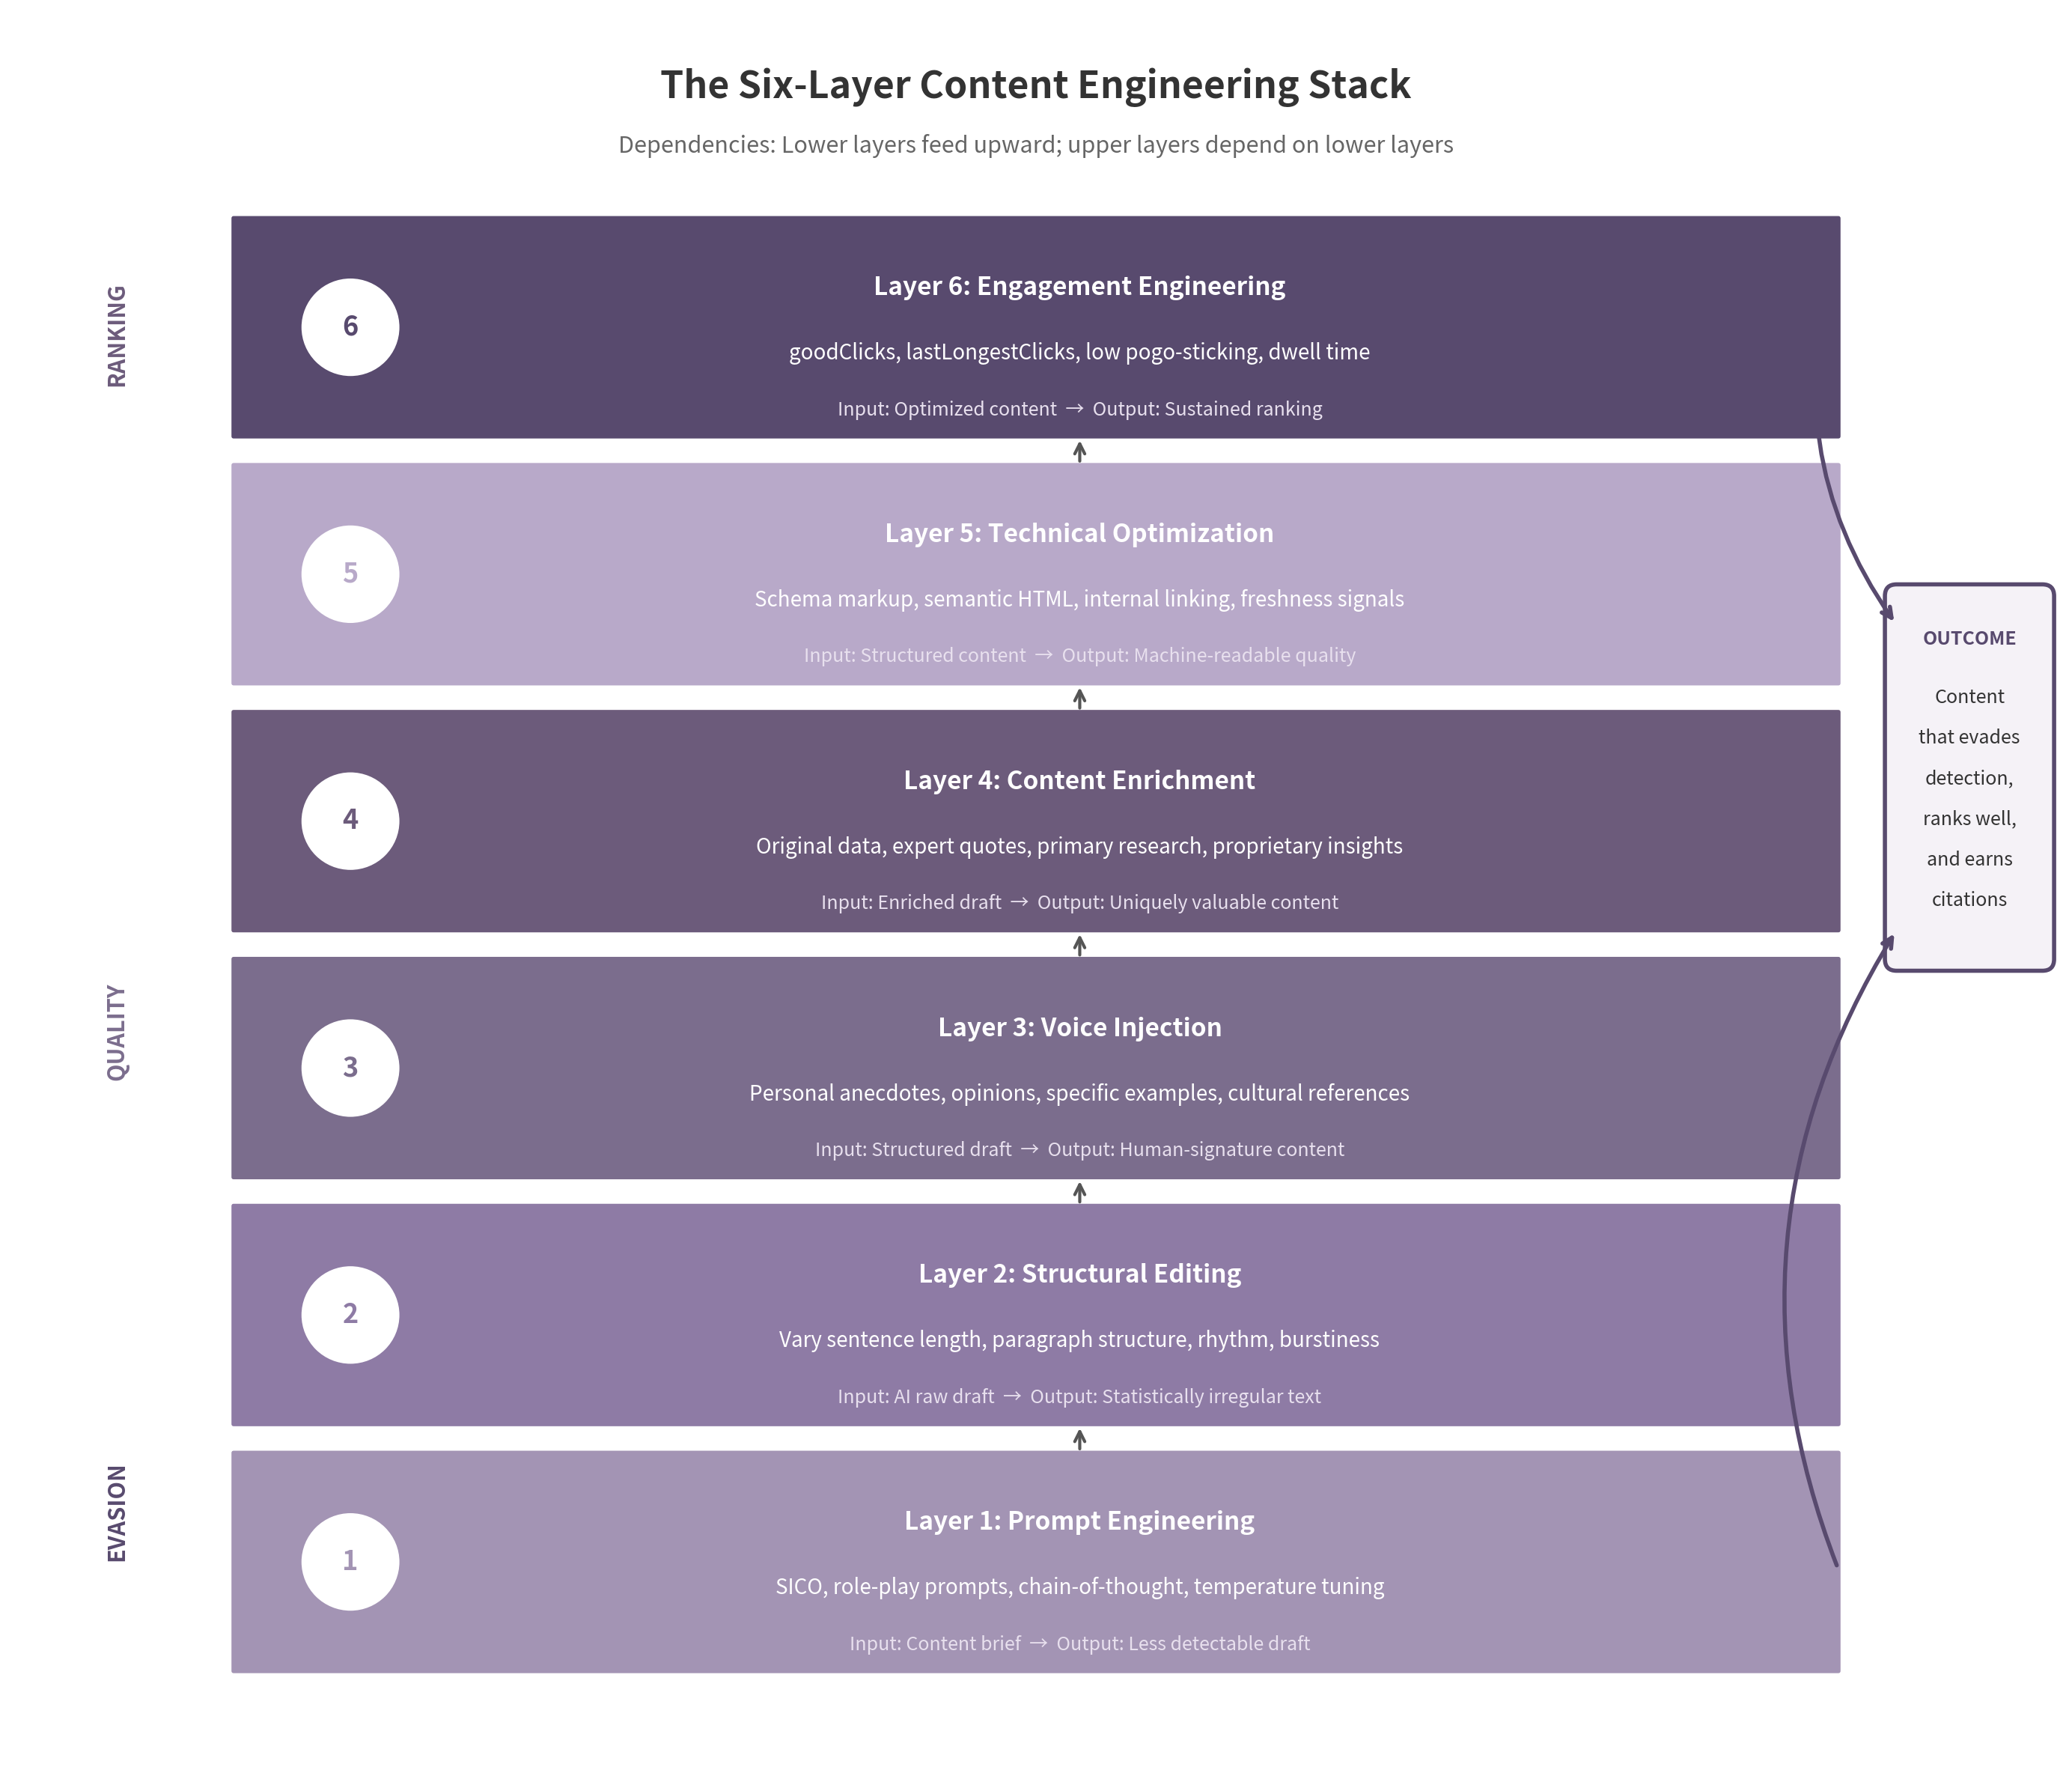 The Six-Layer Content Engineering Stack
Dependencies: Lower layers feed upward; upper layers depend on lower layers
RANKING
6
Layer 6: Engagement Engineering
goodClicks, lastLongestClicks, low pogo-sticking, dwell time
Input: Optimized content → Output: Sustained ranking
5
Layer 5: Technical Optimization
Schema markup, semantic HTML, internal linking, freshness signals
Input: Structured content → Output: Machine-readable quality
OUTCOME
Content
that evades
detection,
ranks well,
and earns
citations
4
Layer 4: Content Enrichment
Original data, expert quotes, primary research, proprietary insights
Input: Enriched draft → Output: Uniquely valuable content
QUALITY
3
Layer 3: Voice Injection
Personal anecdotes, opinions, specific examples, cultural references
Input: Structured draft → Output: Human-signature content
2
Layer 2: Structural Editing
Vary sentence length, paragraph structure, rhythm, burstiness
Input: AI raw draft → Output: Statistically irregular text
EVASION
1
Layer 1: Prompt Engineering
SICO, role-play prompts, chain-of-thought, temperature tuning
Input: Content brief → Output: Less detectable draft